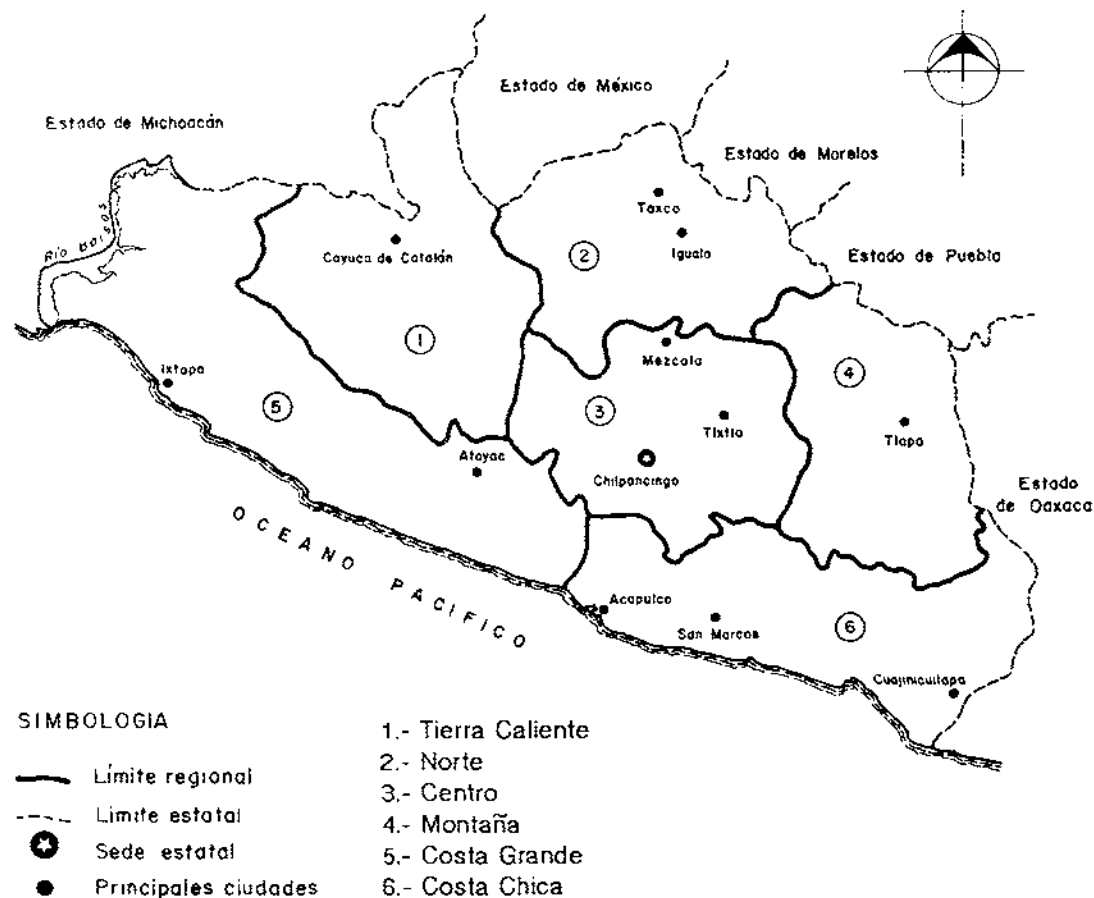 Estado de México
Estado de Michoacán
Estado de Morelos
Taxco
Río Balsas
Iguala
Cayuca de Catalán
2
Estado de Puebla
1
Mezcala
Ixtapa
4
5
3
Tixtla
Tlapa
Atoyac
Chilpancingo
Estado
de Oaxaca
OCEANO PACIFICO
Acapulco
San Marcos
6
Cuajinicuilapa
SIMBOLOGIA
Límite regional
Limite estatal
Sede estatal
Principales ciudades
1.- Tierra Caliente
2.- Norte
3.- Centro
4.- Montaña
5.- Costa Grande
6.- Costa Chica